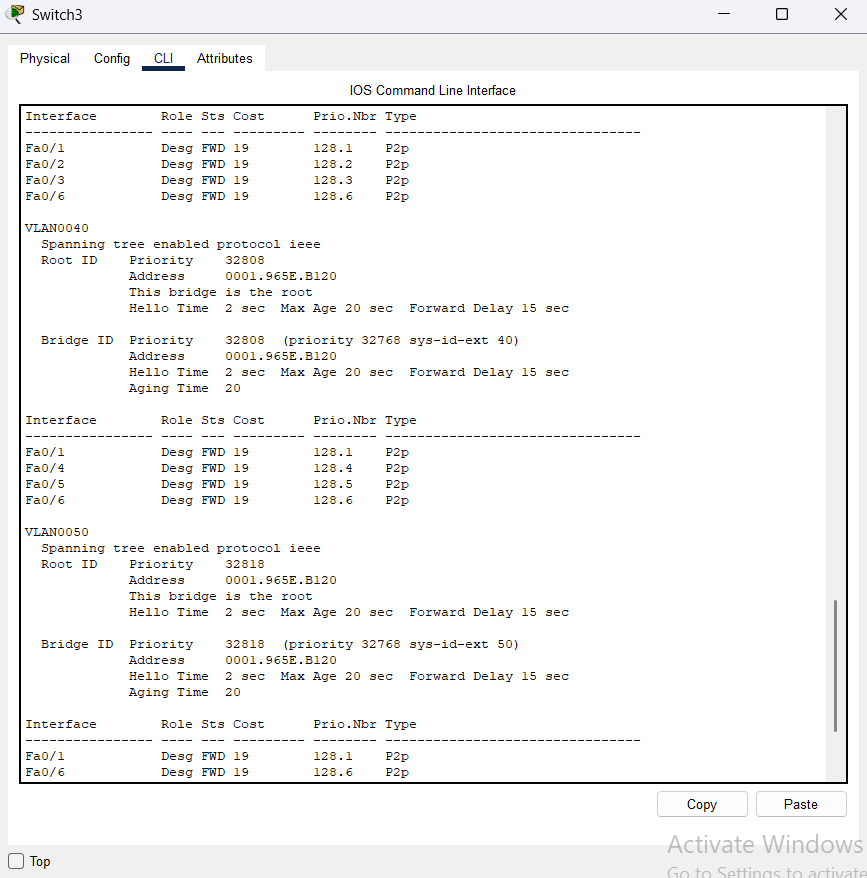 Switch3
Physical Config CLI Attributes
IOS Command Line Interface
Interface        Role Sts Cost      Prio.Nbr Type
---------------- ---- --- --------- -------- --------------------------------
Fa0/1            Desg FWD 19        128.1    P2p
Fa0/2            Desg FWD 19        128.2    P2p
Fa0/3            Desg FWD 19        128.3    P2p
Fa0/6            Desg FWD 19        128.6    P2p
VLAN0040
  Spanning tree enabled protocol ieee
  Root ID    Priority    32808
             Address     0001.965E.B120
             This bridge is the root
             Hello Time  2 sec  Max Age 20 sec  Forward Delay 15 sec
  Bridge ID  Priority    32808  (priority 32768 sys-id-ext 40)
             Address     0001.965E.B120
             Hello Time  2 sec  Max Age 20 sec  Forward Delay 15 sec
             Aging Time  20
Interface        Role Sts Cost      Prio.Nbr Type
---------------- ---- --- --------- -------- --------------------------------
Fa0/1            Desg FWD 19        128.1    P2p
Fa0/4            Desg FWD 19        128.4    P2p
Fa0/5            Desg FWD 19        128.5    P2p
Fa0/6            Desg FWD 19        128.6    P2p
VLAN0050
  Spanning tree enabled protocol ieee
  Root ID    Priority    32818
             Address     0001.965E.B120
             This bridge is the root
             Hello Time  2 sec  Max Age 20 sec  Forward Delay 15 sec
  Bridge ID  Priority    32818  (priority 32768 sys-id-ext 50)
             Address     0001.965E.B120
             Hello Time  2 sec  Max Age 20 sec  Forward Delay 15 sec
             Aging Time  20
Interface        Role Sts Cost      Prio.Nbr Type
---------------- ---- --- --------- -------- --------------------------------
Fa0/1            Desg FWD 19        128.1    P2p
Fa0/6            Desg FWD 19        128.6    P2p
Copy Paste
Activate Windows
Go to Settings to activate
Top